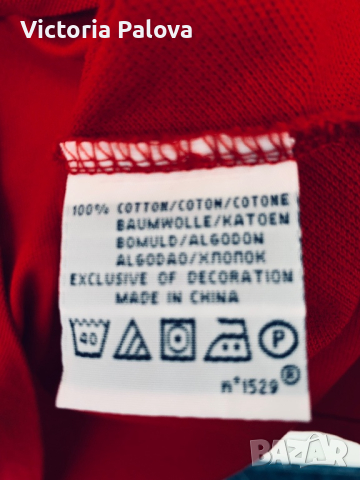 Victoria Palova
100% COTTON/COTON/COTONE
BAUMWOLLE/KATOEN
BOMULD/ALGODON
ALGODAO/ХЛОПОК
EXCLUSIVE OF DECORATION
MADE IN CHINA
40
P
n°1529 ®
BAZAR